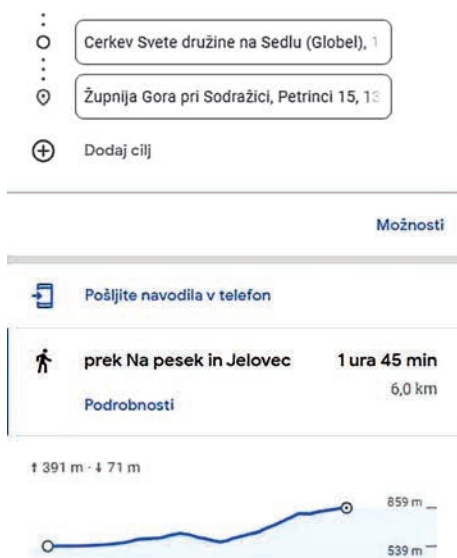 Cerkev Svete družine na Sedlu (Globel),
Župnija Gora pri Sodražici, Petrinci 15,
Dodaj cilj
Možnosti
Pošljite navodila v telefon
prek Na pesek in Jelovec 1 ura 45 min
6,0 km
Podrobnosti
↑ 391 m · ↓ 71 m
859 m
539 m